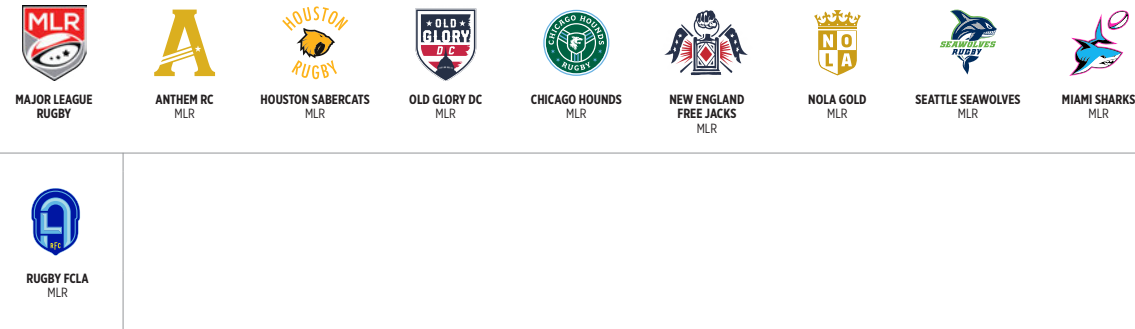 MLR
A
HOUSTON
RUGBY
OLD
GLORY
DC
CHICAGO HOUNDS
RUGBY
NO
LA
SEAWOLVES
RUGBY
MAJOR LEAGUE
RUGBY
ANTHEM RC
MLR
HOUSTON SABERCATS
MLR
OLD GLORY DC
MLR
CHICAGO HOUNDS
MLR
NEW ENGLAND
FREE JACKS
MLR
NOLA GOLD
MLR
SEATTLE SEAWOLVES
MLR
MIAMI SHARKS
MLR
LA
RFC
RUGBY FCLA
MLR